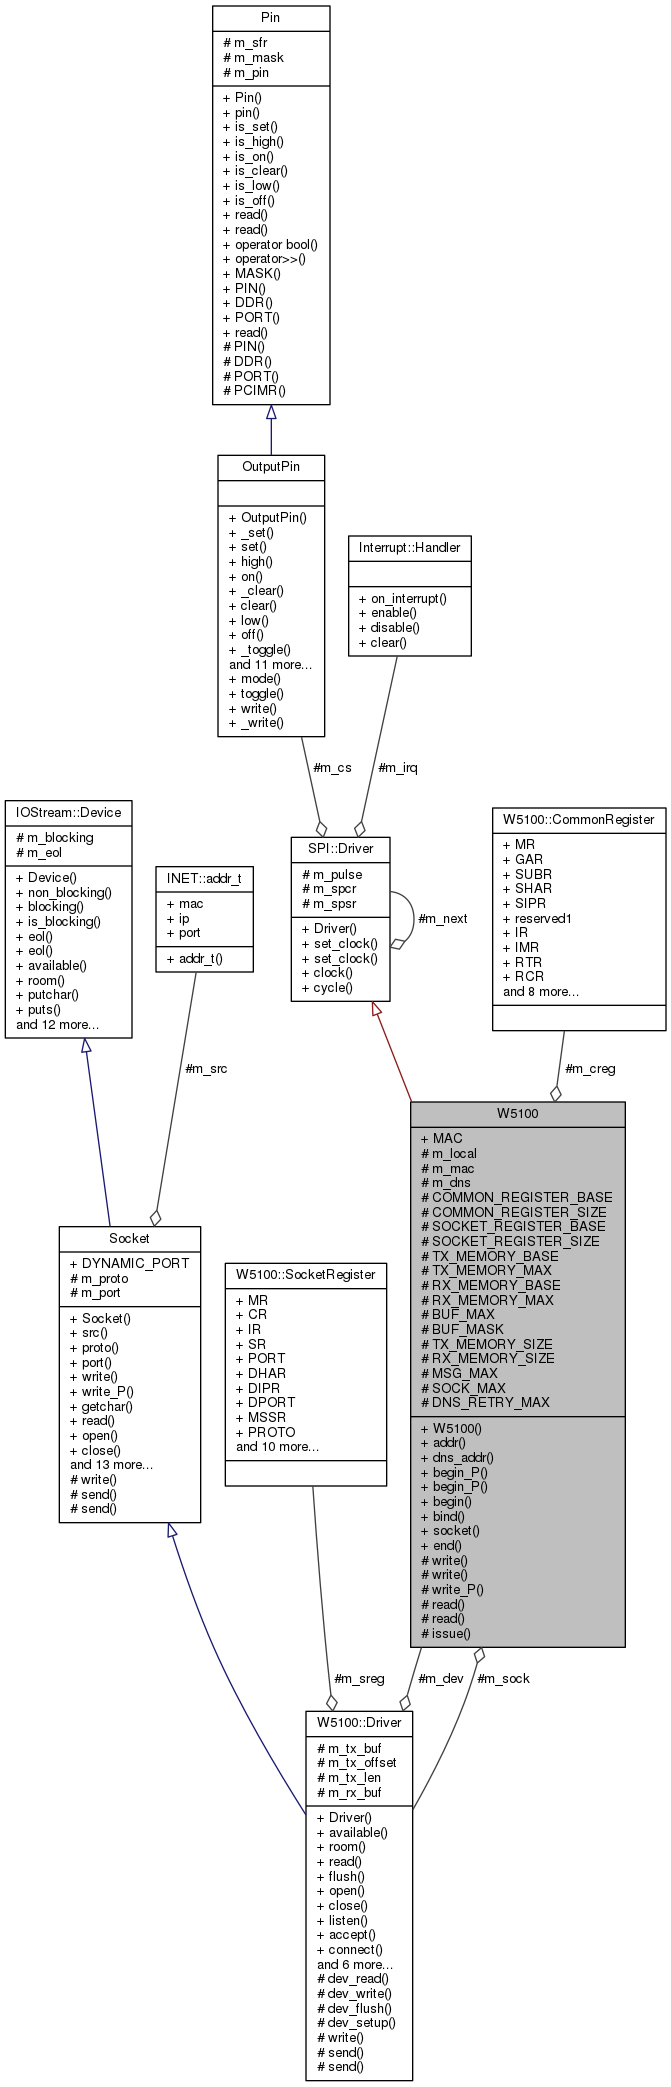 Pin
# m_sfr
# m_mask
# m_pin
+ Pin()
+ pin()
+ is_set()
+ is_high()
+ is_on()
+ is_clear()
+ is_low()
+ is_off()
+ read()
+ read()
+ operator bool()
+ operator>>()
+ MASK()
+ PIN()
+ DDR()
+ PORT()
+ read()
# PIN()
# DDR()
# PORT()
# PCIMR()
OutputPin
+ OutputPin()
+ _set()
+ set()
+ high()
+ on()
+ _clear()
+ clear()
+ low()
+ off()
+ _toggle()
and 11 more...
+ mode()
+ toggle()
+ write()
+ _write()
Interrupt::Handler
+ on_interrupt()
+ enable()
+ disable()
+ clear()
#m_cs
#m_irq
IOStream::Device
# m_blocking
# m_eol
+ Device()
+ non_blocking()
+ blocking()
+ is_blocking()
+ eol()
+ eol()
+ available()
+ room()
+ putchar()
+ puts()
and 12 more...
INET::addr_t
+ mac
+ ip
+ port
+ addr_t()
SPI::Driver
# m_pulse
# m_spcr
# m_spsr
+ Driver()
+ set_clock()
+ set_clock()
+ clock()
+ cycle()
#m_next
W5100::CommonRegister
+ MR
+ GAR
+ SUBR
+ SHAR
+ SIPR
+ reserved1
+ IR
+ IMR
+ RTR
+ RCR
and 8 more...
#m_src
#m_creg
W5100
+ MAC
# m_local
# m_mac
# m_dns
# COMMON_REGISTER_BASE
# COMMON_REGISTER_SIZE
# SOCKET_REGISTER_BASE
# SOCKET_REGISTER_SIZE
# TX_MEMORY_BASE
# TX_MEMORY_MAX
# RX_MEMORY_BASE
# RX_MEMORY_MAX
# BUF_MAX
# BUF_MASK
# TX_MEMORY_SIZE
# RX_MEMORY_SIZE
# MSG_MAX
# SOCK_MAX
# DNS_RETRY_MAX
+ W5100()
+ addr()
+ dns_addr()
+ begin_P()
+ begin_P()
+ begin()
+ bind()
+ socket()
+ end()
# write()
# write()
# write_P()
# read()
# read()
# issue()
Socket
+ DYNAMIC_PORT
# m_proto
# m_port
+ Socket()
+ src()
+ proto()
+ port()
+ write()
+ write_P()
+ getchar()
+ read()
+ open()
+ close()
and 13 more...
# write()
# send()
# send()
W5100::SocketRegister
+ MR
+ CR
+ IR
+ SR
+ PORT
+ DHAR
+ DIPR
+ DPORT
+ MSSR
+ PROTO
and 10 more...
#m_sreg
#m_dev
#m_sock
W5100::Driver
# m_tx_buf
# m_tx_offset
# m_tx_len
# m_rx_buf
+ Driver()
+ available()
+ room()
+ read()
+ flush()
+ open()
+ close()
+ listen()
+ accept()
+ connect()
and 6 more...
# dev_read()
# dev_write()
# dev_flush()
# dev_setup()
# write()
# send()
# send()